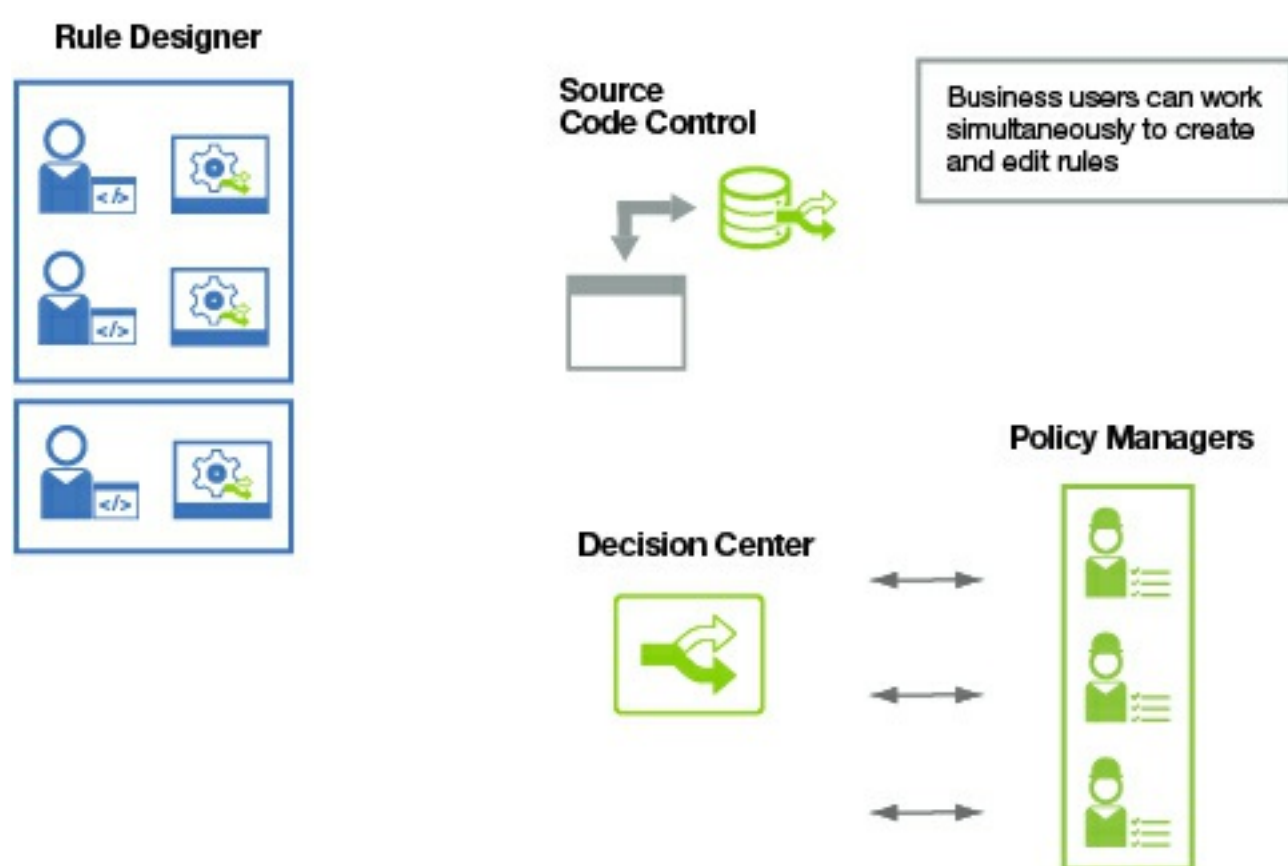 Rule Designer
</>
</>
</>
Source
Code Control
Business users can work
simultaneously to create
and edit rules
Policy Managers
Decision Center